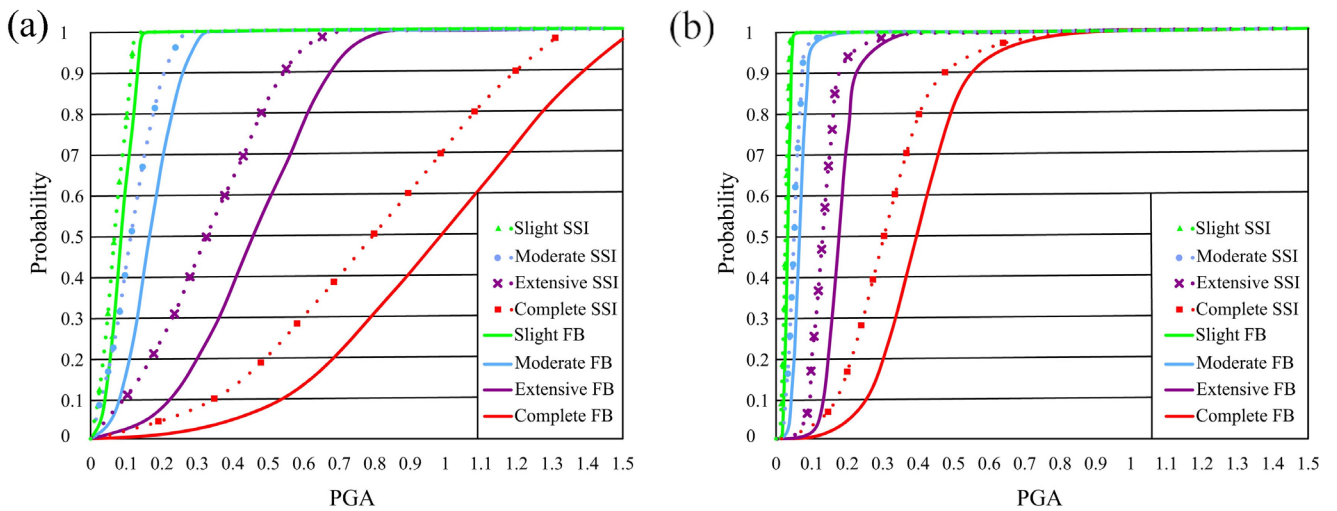 (a)
Probability
1
0.9
0.8
07
0.6
0.5
0.4
0.3
0.2
0.1
0
0 0.1 0.2 0.3 0.4 0.5 0.6 0.7 0.8 0.9 1 1.1 1.2 1.3 1.4 1.5
PGA
Slight SSI
Moderate SSI
Extensive SSI
Complete SSI
Slight FB
Moderate FB
Extensive FB
Complete FB
(b)
Probability
1
0.9
0.8
07
0.6
0.5
0.4
0.3
0.2
0.1
0
0 0.1 0.2 0.3 0.4 0.5 0.6 0.7 0.8 0.9 1 1.1 1.2 1.3 1.4 1.5
PGA
Slight SSI
Moderate SSI
Extensive SSI
Complete SSI
Slight FB
Moderate FB
Extensive FB
Complete FB